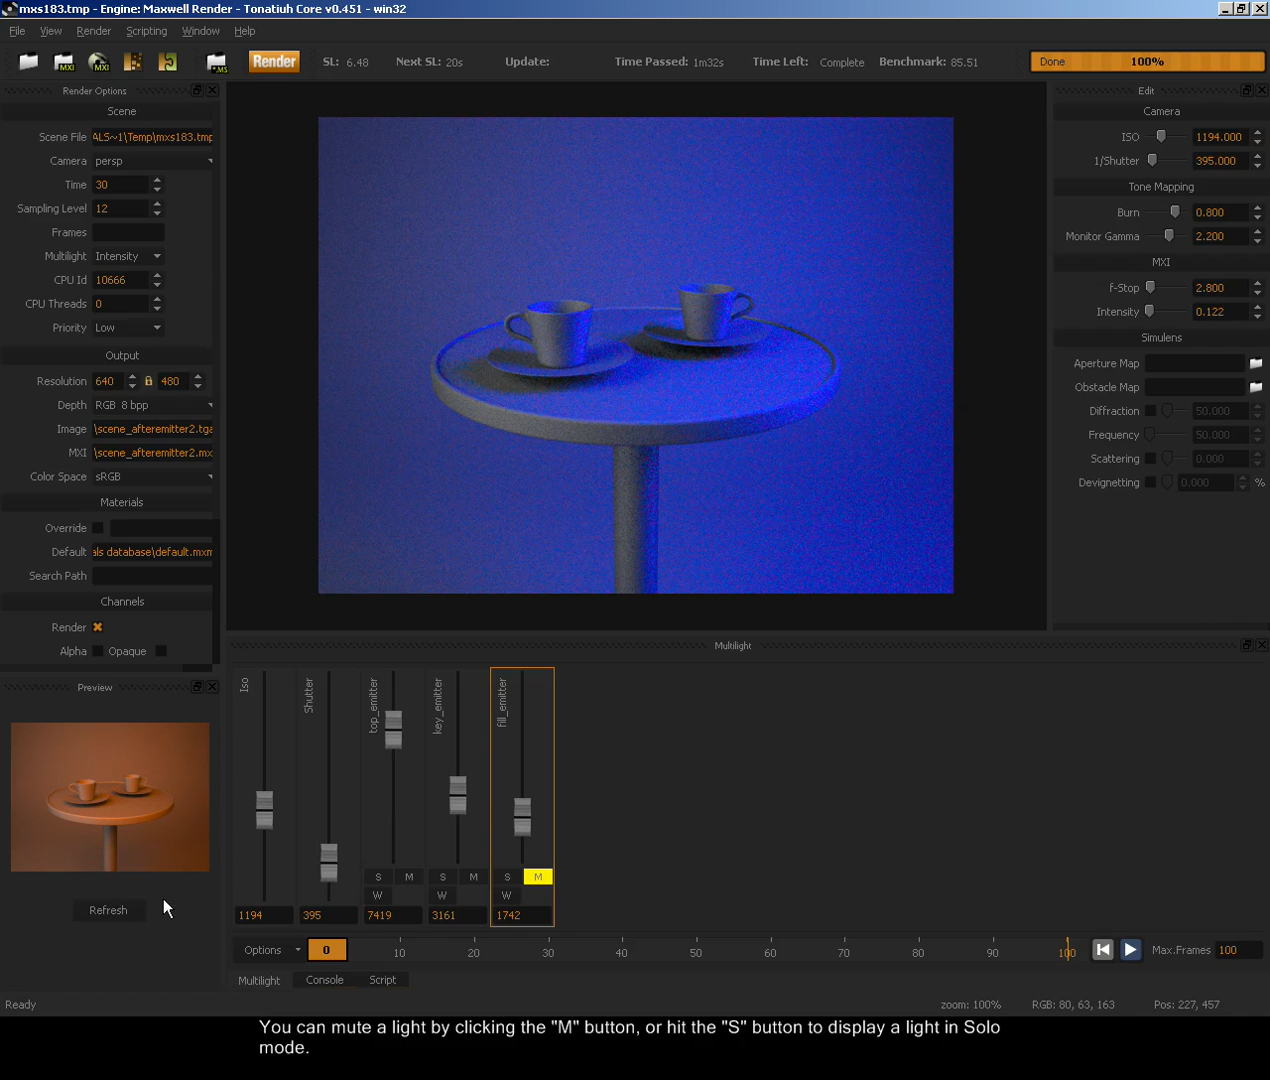 mxs183.tmp - Engine: Maxwell Render - Tonatiuh Core v0.451 - win32
File View Render Scripting Window Help
MXI MXI .MS Render SL: 6.48 Next SL: 20s Update: Time Passed: 1m32s Time Left: Complete Benchmark: 85.51 Done 100%
Render Options
Scene
Scene File ALS~1\Temp\mxs183.tmp
Camera persp
Time 30
Sampling Level 12
Frames
Multilight Intensity
CPU Id 10666
CPU Threads 0
Priority Low
Output
Resolution 640 480
Depth RGB 8 bpp
Image \scene_afteremitter2.tga
MXI \scene_afteremitter2.mx
Color Space sRGB
Materials
Override
Default als database\default.mxm
Search Path
Channels
Render
Alpha Opaque
Preview
Refresh
Edit
Camera
ISO 1194.000
1/Shutter 395.000
Tone Mapping
Burn 0.800
Monitor Gamma 2.200
MXI
f-Stop 2.800
Intensity 0.122
Simulens
Aperture Map
Obstacle Map
Diffraction 50.000
Frequency 50.000
Scattering 0.000
Devignetting 0.000 %
Multilight
Iso Shutter top_emitter key_emitter fill_emitter
S M S M S M
W W W
1194 395 7419 3161 1742
Options 0 10 20 30 40 50 60 70 80 90 100 Max.Frames 100
Multilight Console Script
Ready zoom: 100% RGB: 80, 63, 163 Pos: 227, 457
You can mute a light by clicking the "M" button, or hit the "S" button to display a light in Solo
mode.